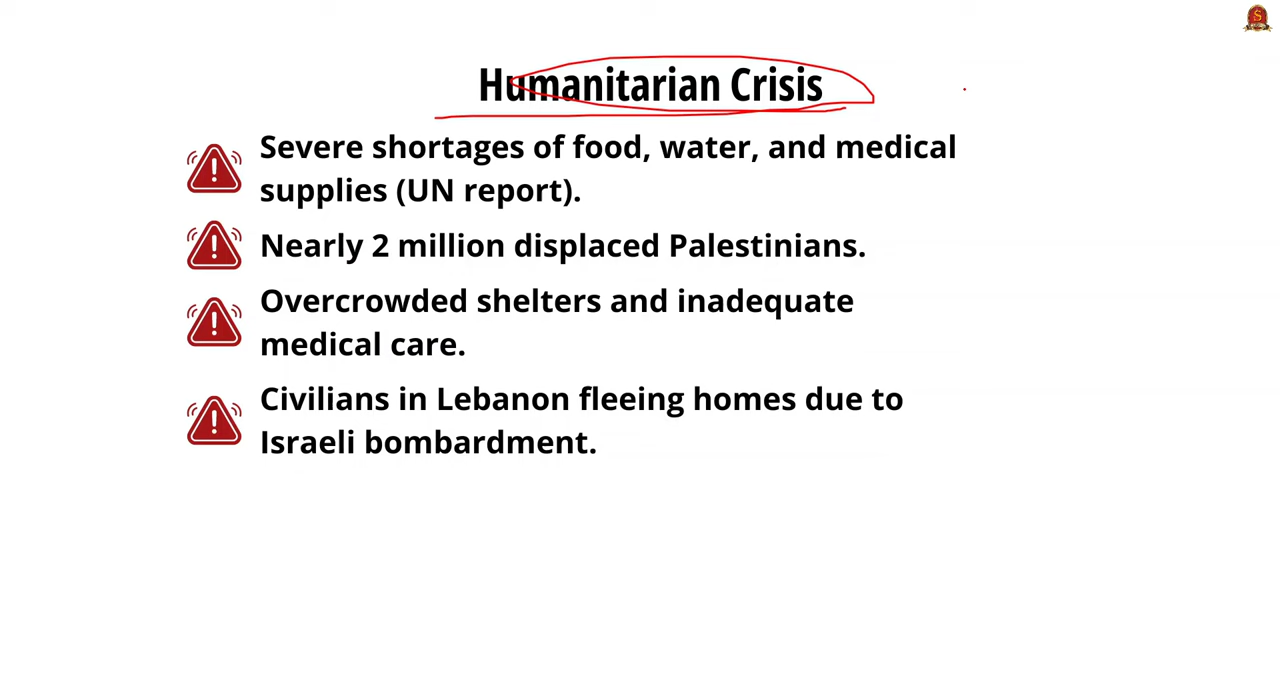 Humanitarian Crisis
Severe shortages of food, water, and medical
supplies (UN report).
Nearly 2 million displaced Palestinians.
Overcrowded shelters and inadequate
medical care.
Civilians in Lebanon fleeing homes due to
Israeli bombardment.